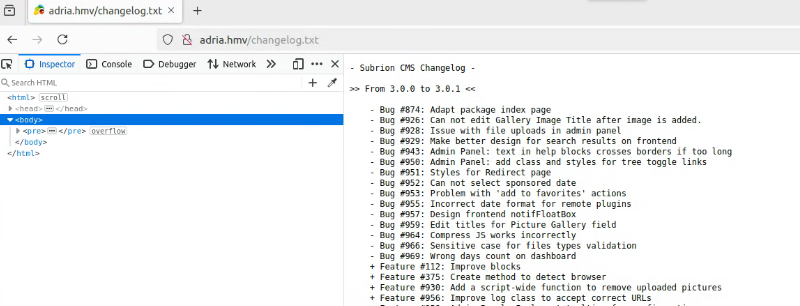 adria.hmv/changelog.txt
adria.hmv/changelog.txt
Inspector Console Debugger Network
Search HTML
<html> scroll
<head> </head>
<body>
<pre> </pre> overflow
</body>
</html>
- Subrion CMS Changelog -
>> From 3.0.0 to 3.0.1 <<
- Bug #874: Adapt package index page
- Bug #926: Can not edit Gallery Image Title after image is added.
- Bug #928: Issue with file uploads in admin panel
- Bug #929: Make better design for search results on frontend
- Bug #943: Admin Panel: text in help blocks crosses borders if too long
- Bug #950: Admin Panel: add class and styles for tree toggle links
- Bug #951: Styles for Redirect page
- Bug #952: Can not select sponsored date
- Bug #953: Problem with 'add to favorites' actions
- Bug #955: Incorrect date format for remote plugins
- Bug #957: Design frontend notifFloatBox
- Bug #959: Edit titles for Picture Gallery field
- Bug #964: Compress JS works incorrectly
- Bug #966: Sensitive case for files types validation
- Bug #969: Wrong days count on dashboard
+ Feature #112: Improve blocks
+ Feature #375: Create method to detect browser
+ Feature #930: Add a script-wide function to remove uploaded pictures
+ Feature #956: Improve log class to accept correct URLs